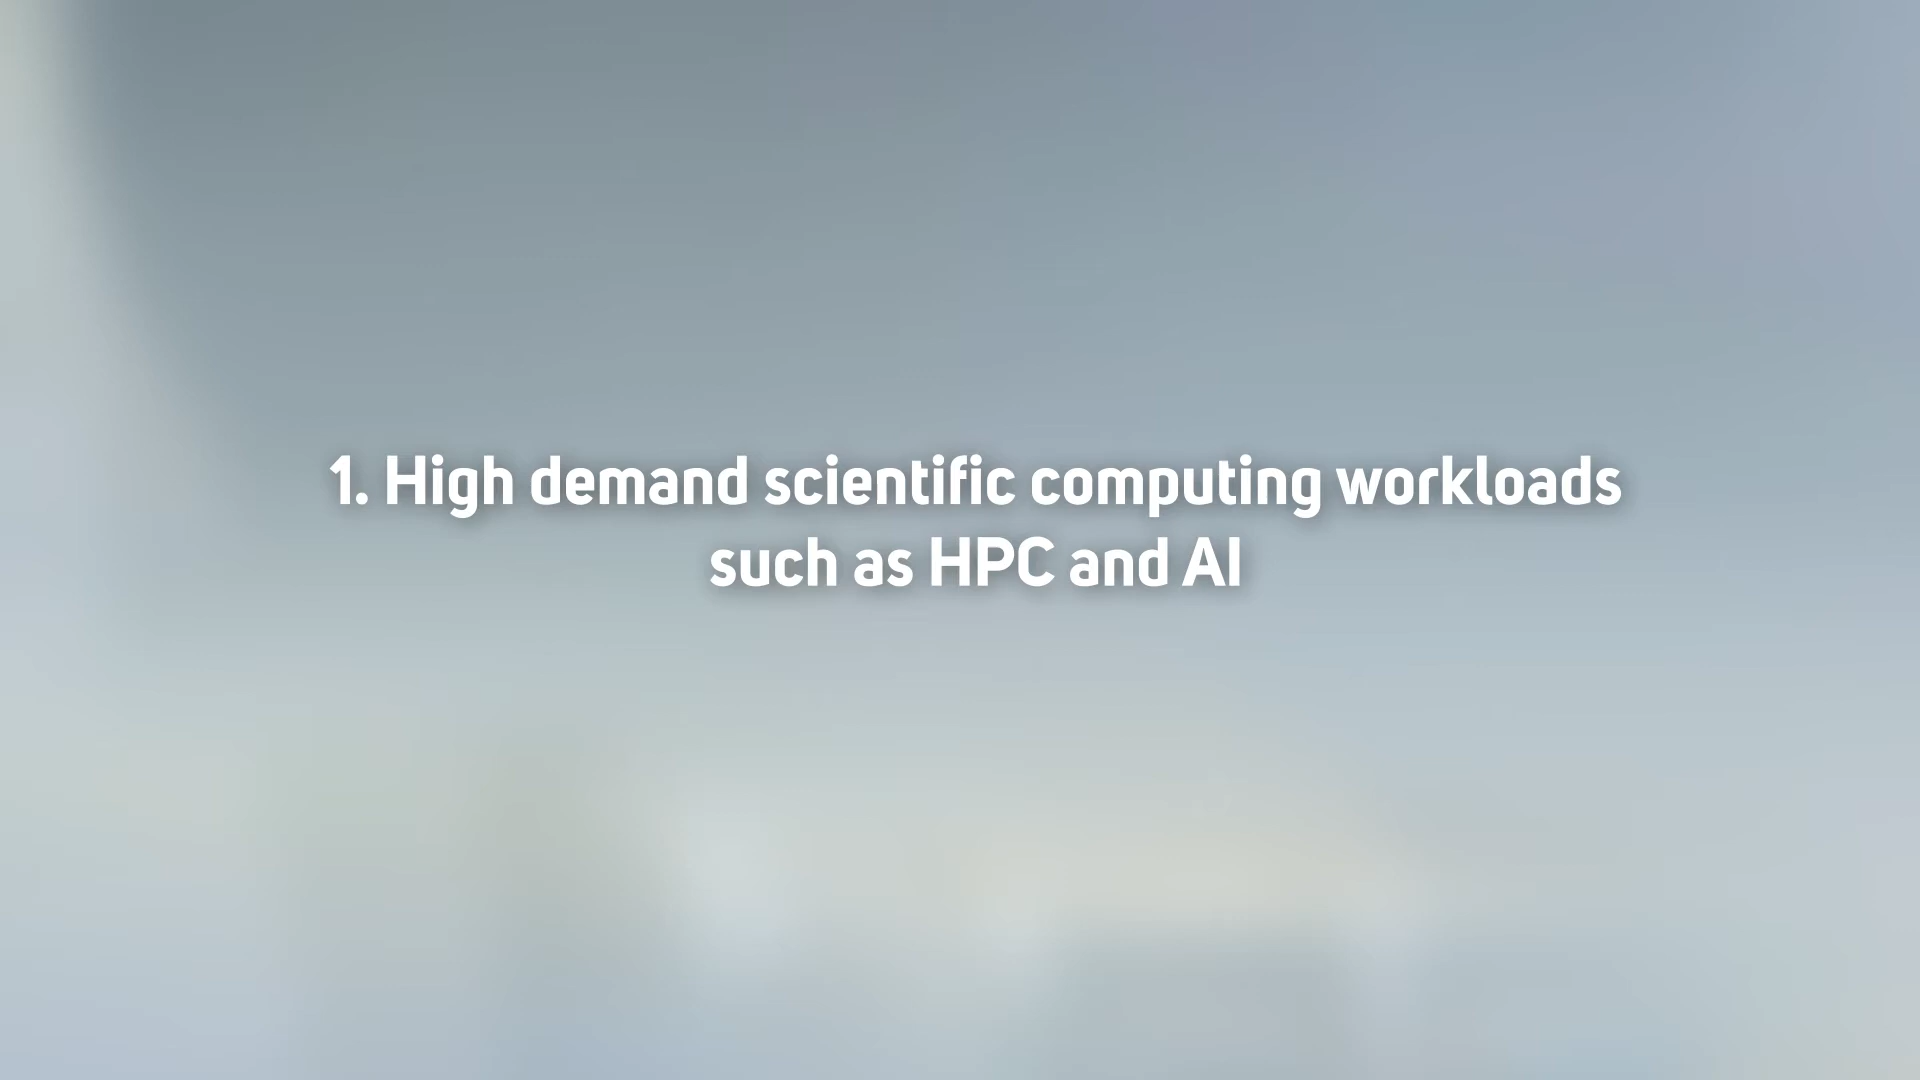 1. High demand scientific computing workloads
such as HPC and AI